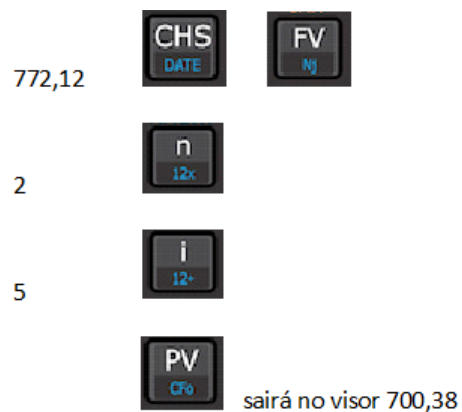 CHS FV
DATE Nj
772,12
n
12x
2
i
12÷
5
PV
CFo
sairá no visor 700,38